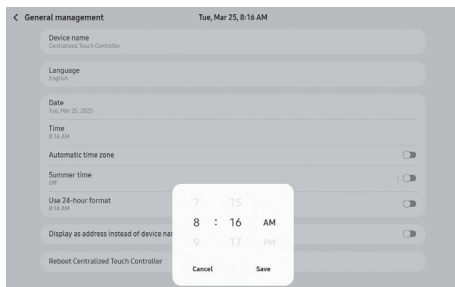 General management
Tue, Mar 25, 8:16 AM
Device name
Centralized Touch Controller
Language
English
Date
Tue, Mar 25, 2025
Time
8:16 AM
Automatic time zone
Summer time
Off
Use 24-hour format
8:16 AM
Display as address instead of device nar
Reboot Centralized Touch Controller
7 15
8 : 16 AM
9 17 PM
Cancel Save